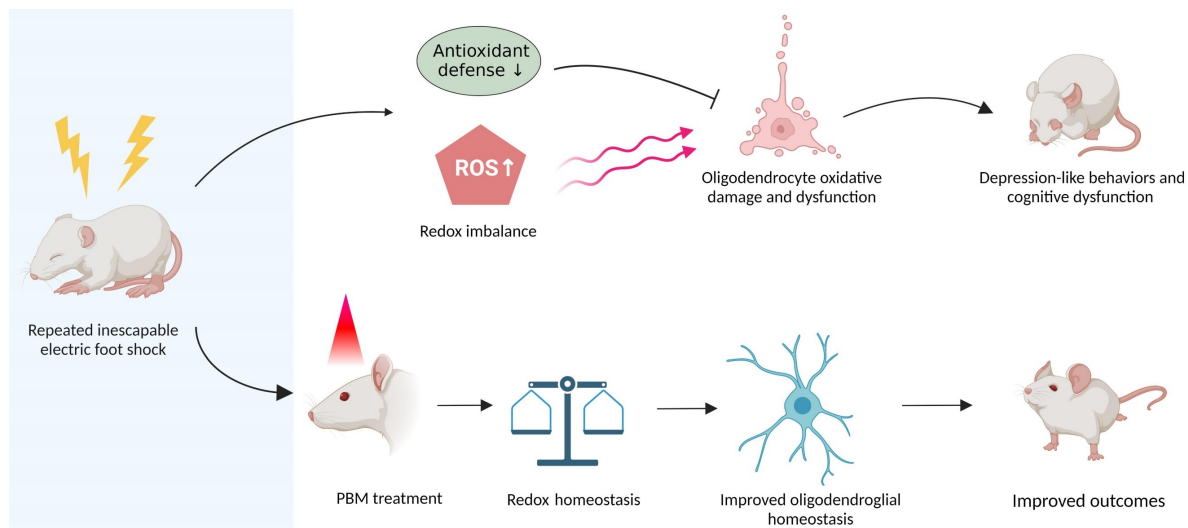 Antioxidant
defense ↓
ROS↑
Redox imbalance
Oligodendrocyte oxidative
damage and dysfunction
Depression-like behaviors and
cognitive dysfunction
Repeated inescapable
electric foot shock
PBM treatment
Redox homeostasis
Improved oligodendroglial
homeostasis
Improved outcomes